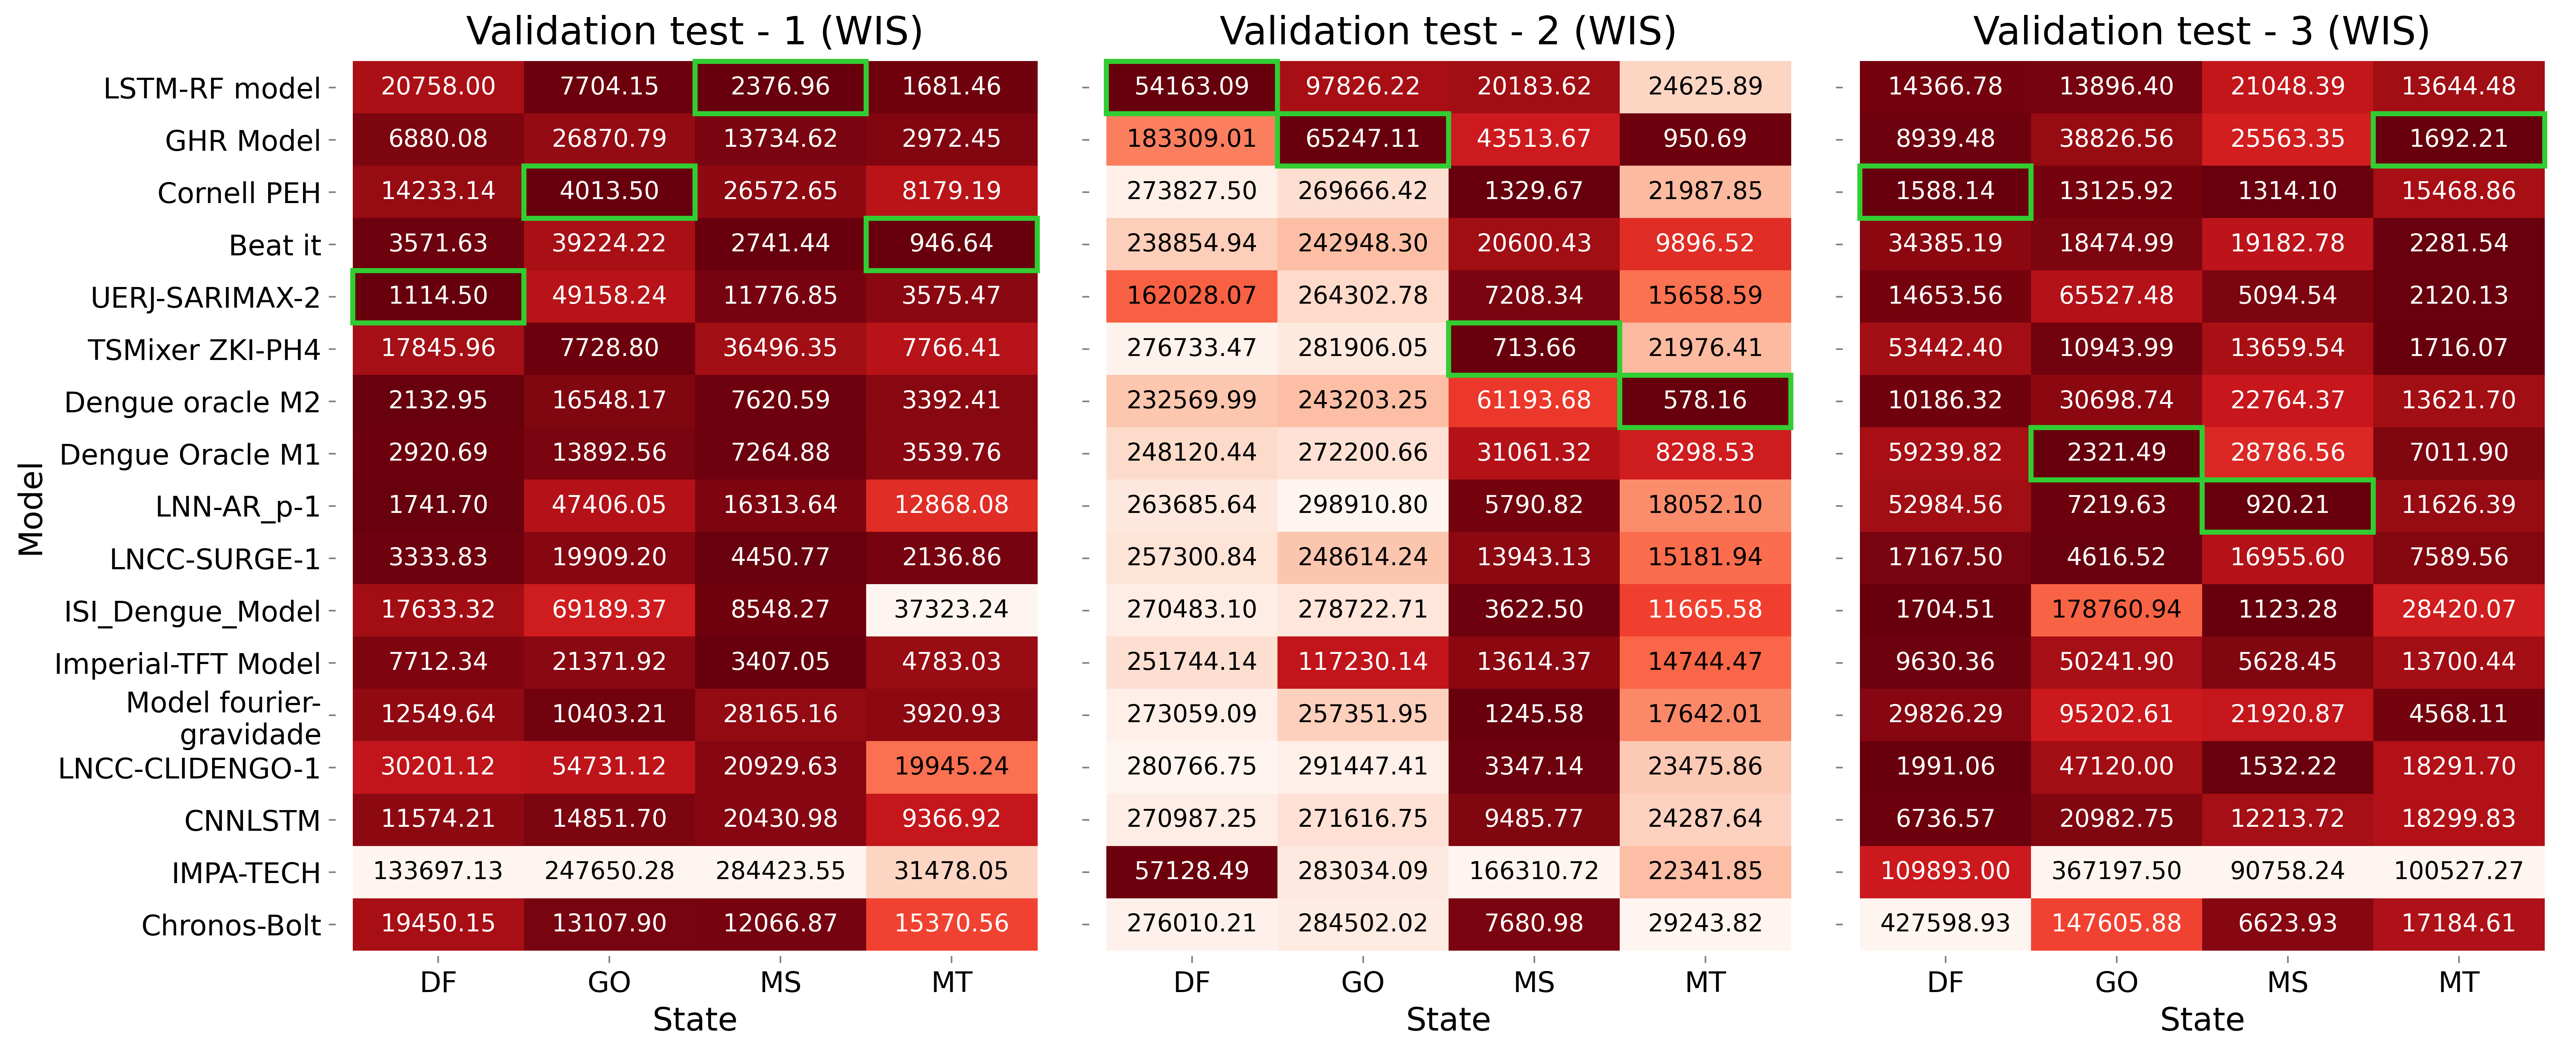 Validation test - 1 (WIS) Validation test - 2 (WIS) Validation test - 3 (WIS)
LSTM-RF model 20758.00 7704.15 2376.96 1681.46 54163.09 97826.22 20183.62 24625.89 14366.78 13896.40 21048.39 13644.48
GHR Model 6880.08 26870.79 13734.62 2972.45 183309.01 65247.11 43513.67 950.69 8939.48 38826.56 25563.35 1692.21
Cornell PEH 14233.14 4013.50 26572.65 8179.19 273827.50 269666.42 1329.67 21987.85 1588.14 13125.92 1314.10 15468.86
Beat it 3571.63 39224.22 2741.44 946.64 238854.94 242948.30 20600.43 9896.52 34385.19 18474.99 19182.78 2281.54
UERJ-SARIMAX-2 1114.50 49158.24 11776.85 3575.47 162028.07 264302.78 7208.34 15658.59 14653.56 65527.48 5094.54 2120.13
TSMixer ZKI-PH4 17845.96 7728.80 36496.35 7766.41 276733.47 281906.05 713.66 21976.41 53442.40 10943.99 13659.54 1716.07
Dengue oracle M2 2132.95 16548.17 7620.59 3392.41 232569.99 243203.25 61193.68 578.16 10186.32 30698.74 22764.37 13621.70
Dengue Oracle M1 2920.69 13892.56 7264.88 3539.76 248120.44 272200.66 31061.32 8298.53 59239.82 2321.49 28786.56 7011.90
LNN-AR_p-1 1741.70 47406.05 16313.64 12868.08 263685.64 298910.80 5790.82 18052.10 52984.56 7219.63 920.21 11626.39
LNCC-SURGE-1 3333.83 19909.20 4450.77 2136.86 257300.84 248614.24 13943.13 15181.94 17167.50 4616.52 16955.60 7589.56
ISI_Dengue_Model 17633.32 69189.37 8548.27 37323.24 270483.10 278722.71 3622.50 11665.58 1704.51 178760.94 1123.28 28420.07
Imperial-TFT Model 7712.34 21371.92 3407.05 4783.03 251744.14 117230.14 13614.37 14744.47 9630.36 50241.90 5628.45 13700.44
Model fourier-
gravidade 12549.64 10403.21 28165.16 3920.93 273059.09 257351.95 1245.58 17642.01 29826.29 95202.61 21920.87 4568.11
LNCC-CLIDENGO-1 30201.12 54731.12 20929.63 19945.24 280766.75 291447.41 3347.14 23475.86 1991.06 47120.00 1532.22 18291.70
CNNLSTM 11574.21 14851.70 20430.98 9366.92 270987.25 271616.75 9485.77 24287.64 6736.57 20982.75 12213.72 18299.83
IMPA-TECH 133697.13 247650.28 284423.55 31478.05 57128.49 283034.09 166310.72 22341.85 109893.00 367197.50 90758.24 100527.27
Chronos-Bolt 19450.15 13107.90 12066.87 15370.56 276010.21 284502.02 7680.98 29243.82 427598.93 147605.88 6623.93 17184.61
DF GO MS MT DF GO MS MT DF GO MS MT
State State State
Model